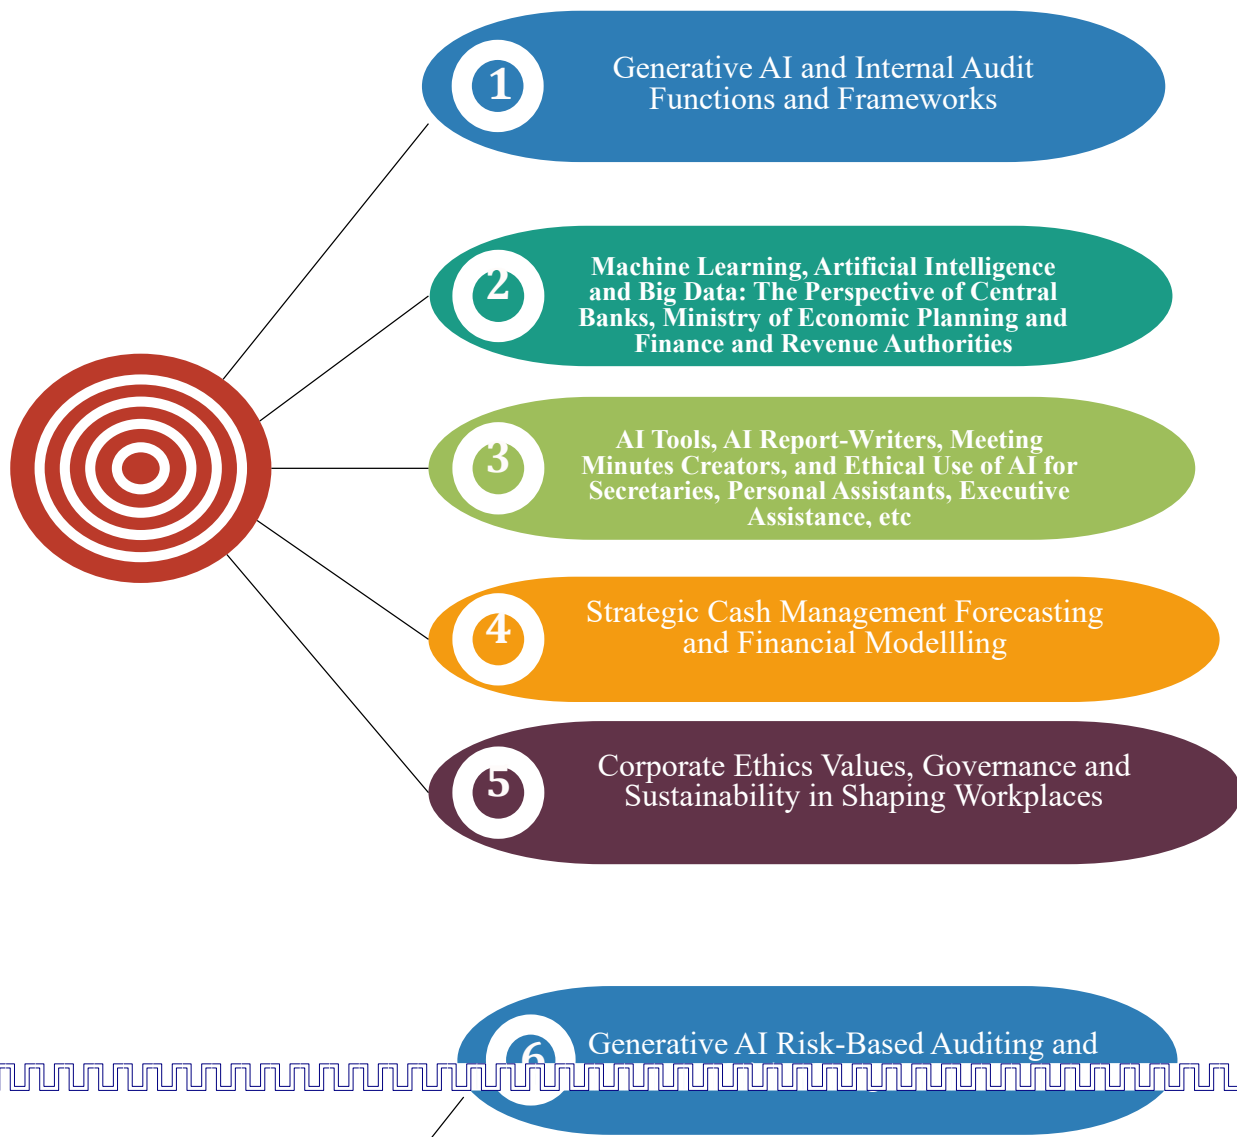 1
Generative AI and Internal Audit
Functions and Frameworks
2
Machine Learning, Artificial Intelligence
and Big Data: The Perspective of Central
Banks, Ministry of Economic Planning and
Finance and Revenue Authorities
3
AI Tools, AI Report-Writers, Meeting
Minutes Creators, and Ethical Use of AI for
Secretaries, Personal Assistants, Executive
Assistance, etc
4
Strategic Cash Management Forecasting
and Financial Modellling
5
Corporate Ethics Values, Governance and
Sustainability in Shaping Workplaces
6
Generative AI Risk-Based Auditing and